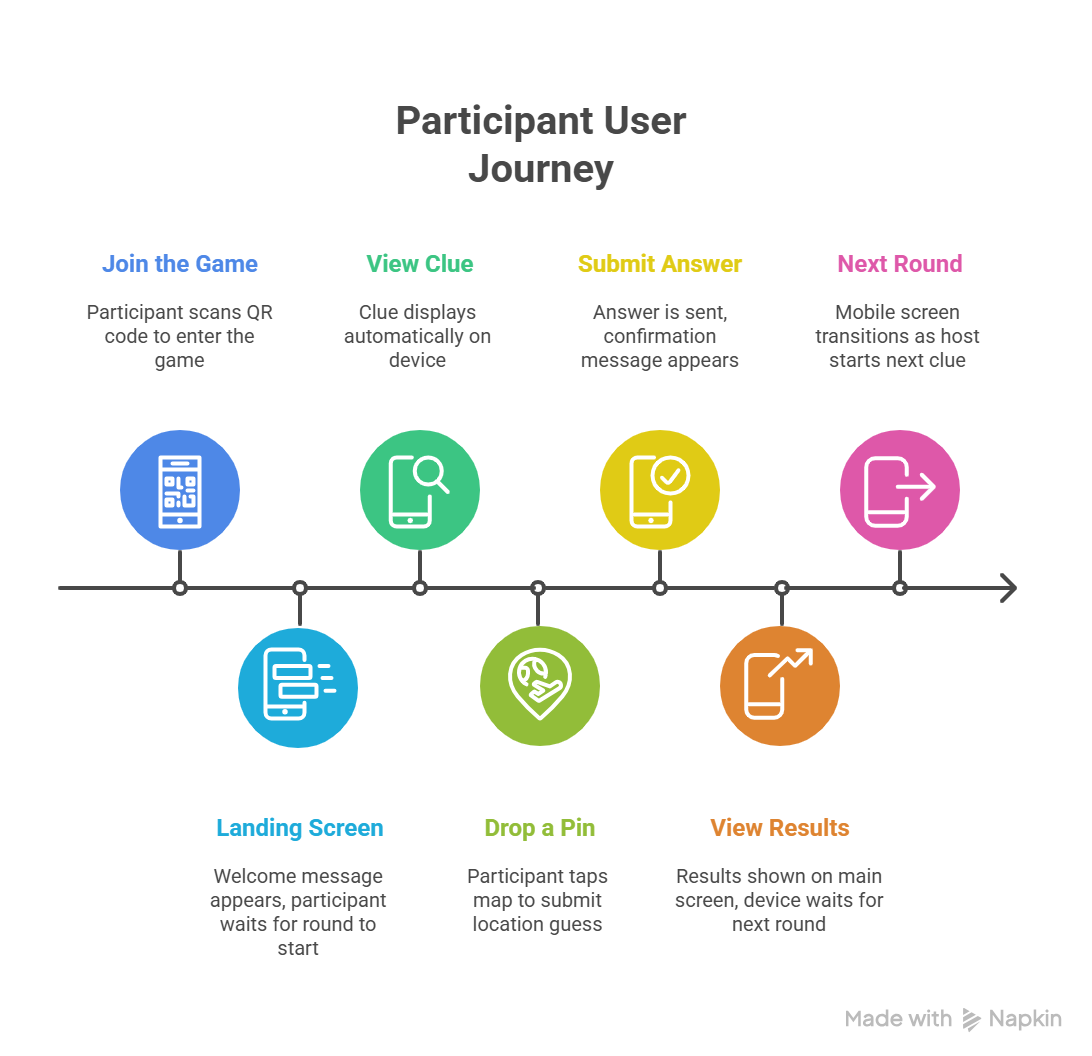 Participant User
Journey
Join the Game
Participant scans QR
code to enter the
game
View Clue
Clue displays
automatically on
device
Submit Answer
Answer is sent,
confirmation
message appears
Next Round
Mobile screen
transitions as host
starts next clue
Landing Screen
Welcome message
appears, participant
waits for round to
start
Drop a Pin
Participant taps
map to submit
location guess
View Results
Results shown on main
screen, device waits for
next round
Made with Napkin